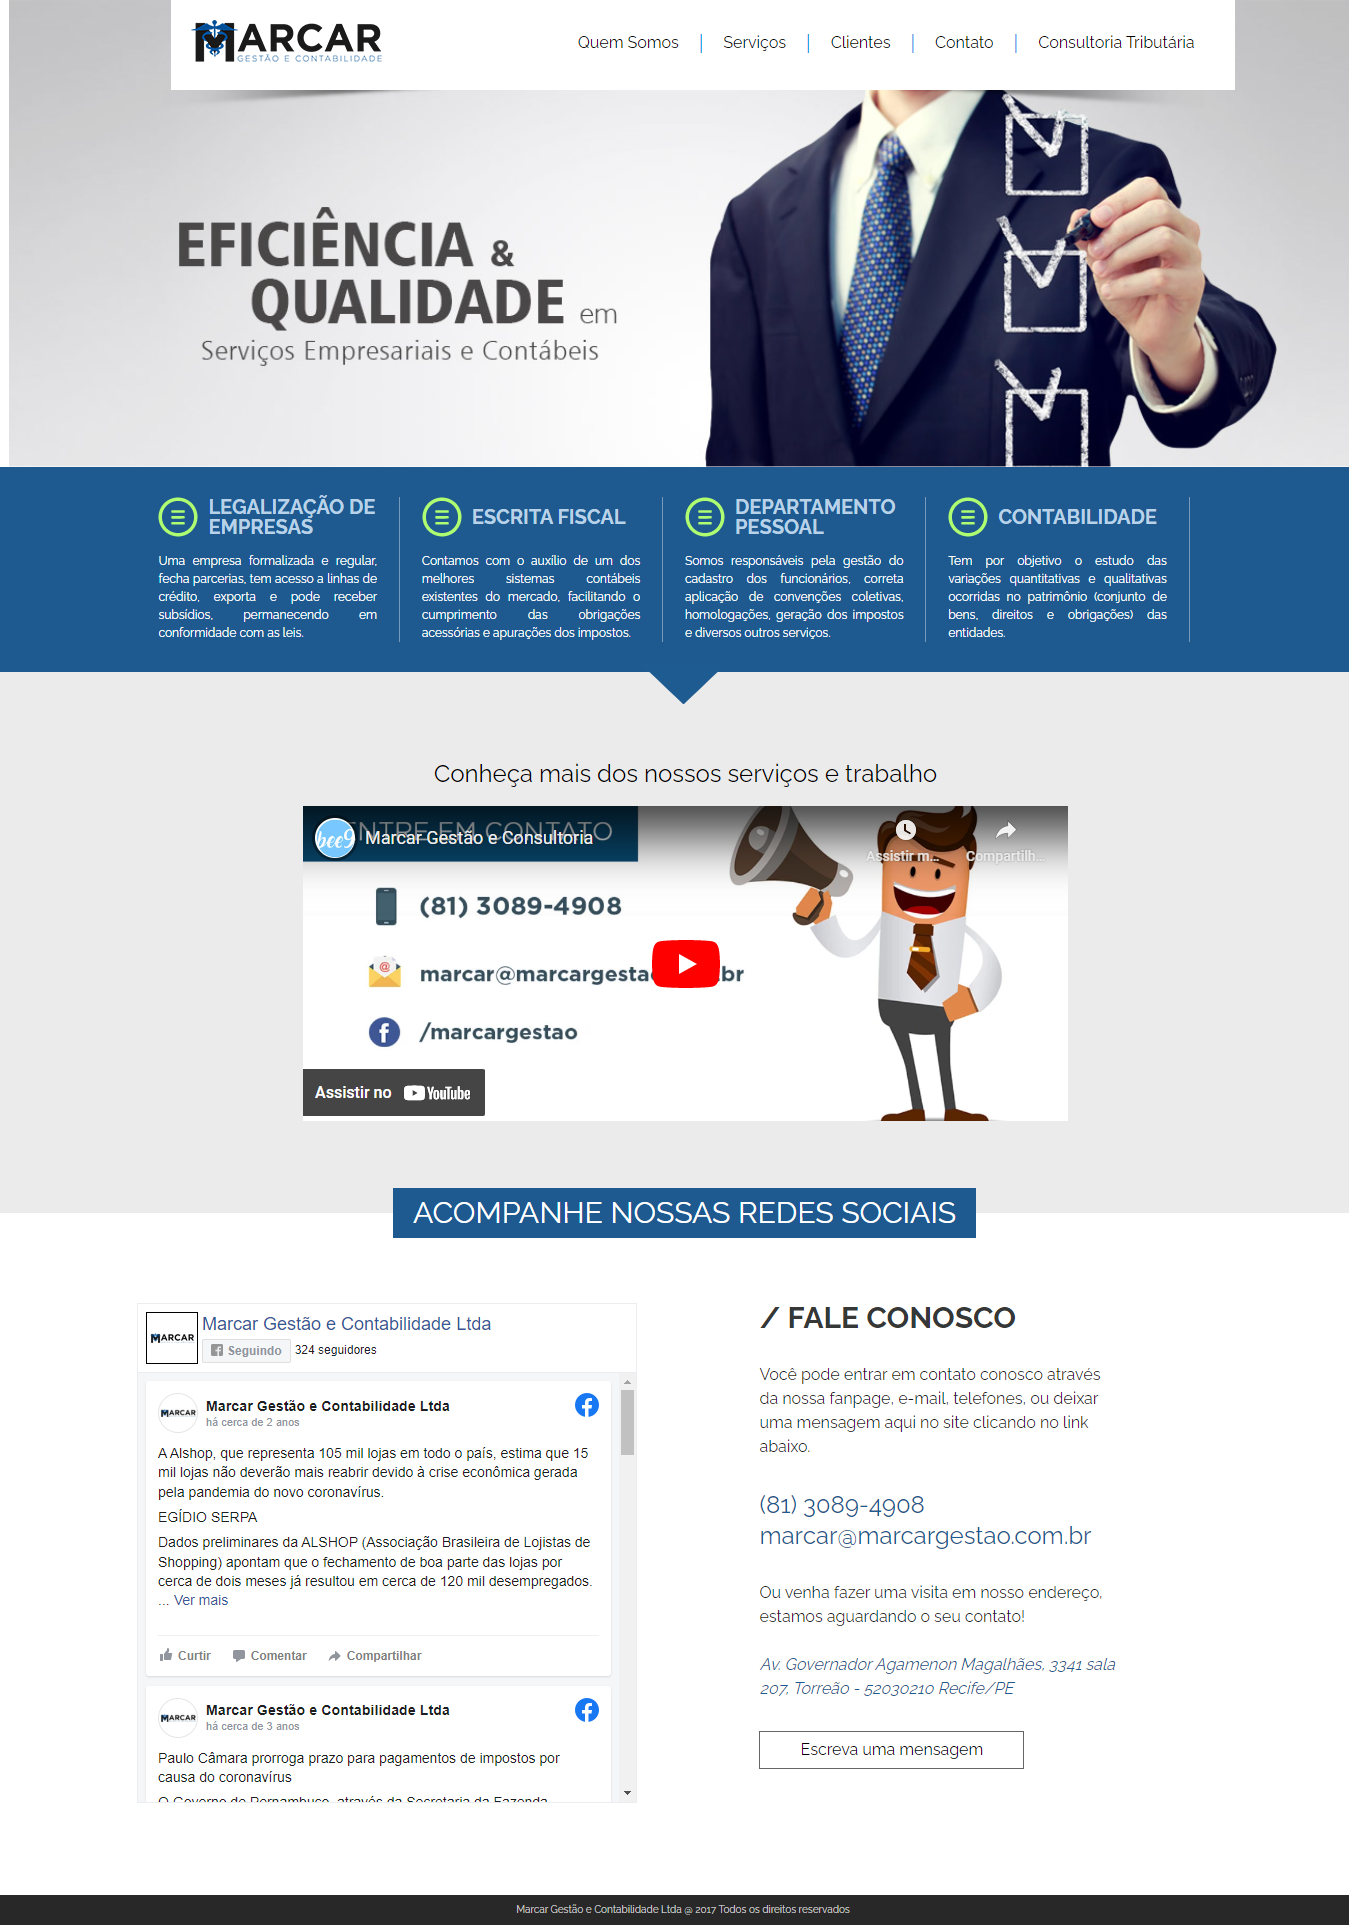 MARCAR
GESTÃO E CONTABILIDADE
Quem Somos
Serviços
Clientes
Contato
Consultoria Tributária
EFICIÊNCIA &
QUALIDADE em
Serviços Empresariais e Contábeis
LEGALIZAÇÃO DE
EMPRESAS
Uma empresa formalizada e regular,
fecha parcerias, tem acesso a linhas de
crédito, exporta e pode receber
subsídios, permanecendo em
conformidade com as leis.
ESCRITA FISCAL
Contamos com o auxílio de um dos
melhores sistemas contábeis
existentes do mercado, facilitando o
cumprimento das obrigações
acessórias e apurações dos impostos.
DEPARTAMENTO
PESSOAL
Somos responsáveis pela gestão do
cadastro dos funcionários, correta
aplicação de convenções coletivas,
homologações, geração dos impostos
e diversos outros serviços.
CONTABILIDADE
Tem por objetivo o estudo das
variações quantitativas e qualitativas
ocorridas no patrimônio (conjunto de
bens, direitos e obrigações) das
entidades.
Conheça mais dos nossos serviços e trabalho
bee9
Marcar Gestão e Consultoria
EM CONTATO
Assistir m...
Compartilh...
(81) 3089-4908
marcar@marcargesta br
/marcargestao
Assistir no YouTube
ACOMPANHE NOSSAS REDES SOCIAIS
MARCAR
Marcar Gestão e Contabilidade Ltda
Seguindo
324 seguidores
MARCAR
Marcar Gestão e Contabilidade Ltda
há cerca de 2 anos
A Alshop, que representa 105 mil lojas em todo o país, estima que 15
mil lojas não deverão mais reabrir devido à crise econômica gerada
pela pandemia do novo coronavírus.
EGÍDIO SERPA
Dados preliminares da ALSHOP (Associação Brasileira de Lojistas de
Shopping) apontam que o fechamento de boa parte das lojas por
cerca de dois meses já resultou em cerca de 120 mil desempregados.
... Ver mais
Curtir
Comentar
Compartilhar
MARCAR
Marcar Gestão e Contabilidade Ltda
há cerca de 3 anos
Paulo Câmara prorroga prazo para pagamentos de impostos por
causa do coronavírus
O Governo de Pernambuco, através da Secretaria da Fazenda
/ FALE CONOSCO
Você pode entrar em contato conosco através
da nossa fanpage, e-mail, telefones, ou deixar
uma mensagem aqui no site clicando no link
abaixo.
(81) 3089-4908
marcar@marcargestao.com.br
Ou venha fazer uma visita em nosso endereço,
estamos aguardando o seu contato!
Av. Governador Agamenon Magalhães, 3341 sala
207, Torreão - 52030210 Recife/PE
Escreva uma mensagem
Marcar Gestão e Contabilidade Ltda @ 2017 Todos os direitos reservados